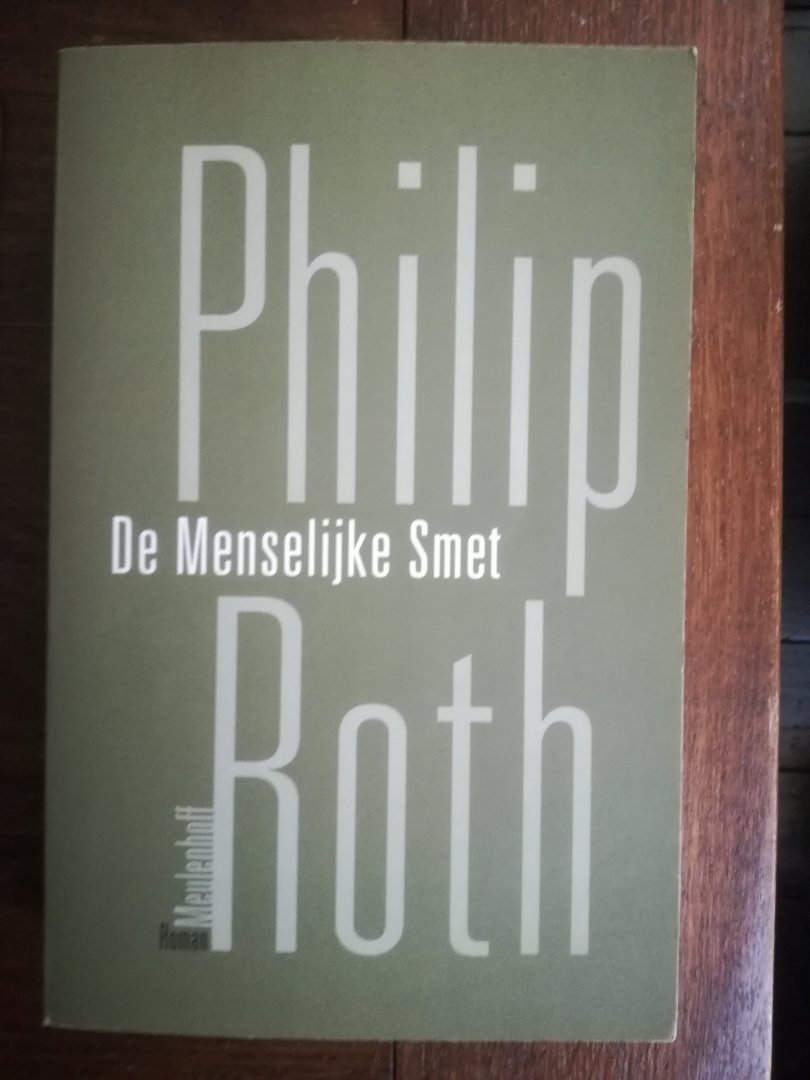 Philip
De Menselijke Smet
Roth
Meulenhoff
Roman